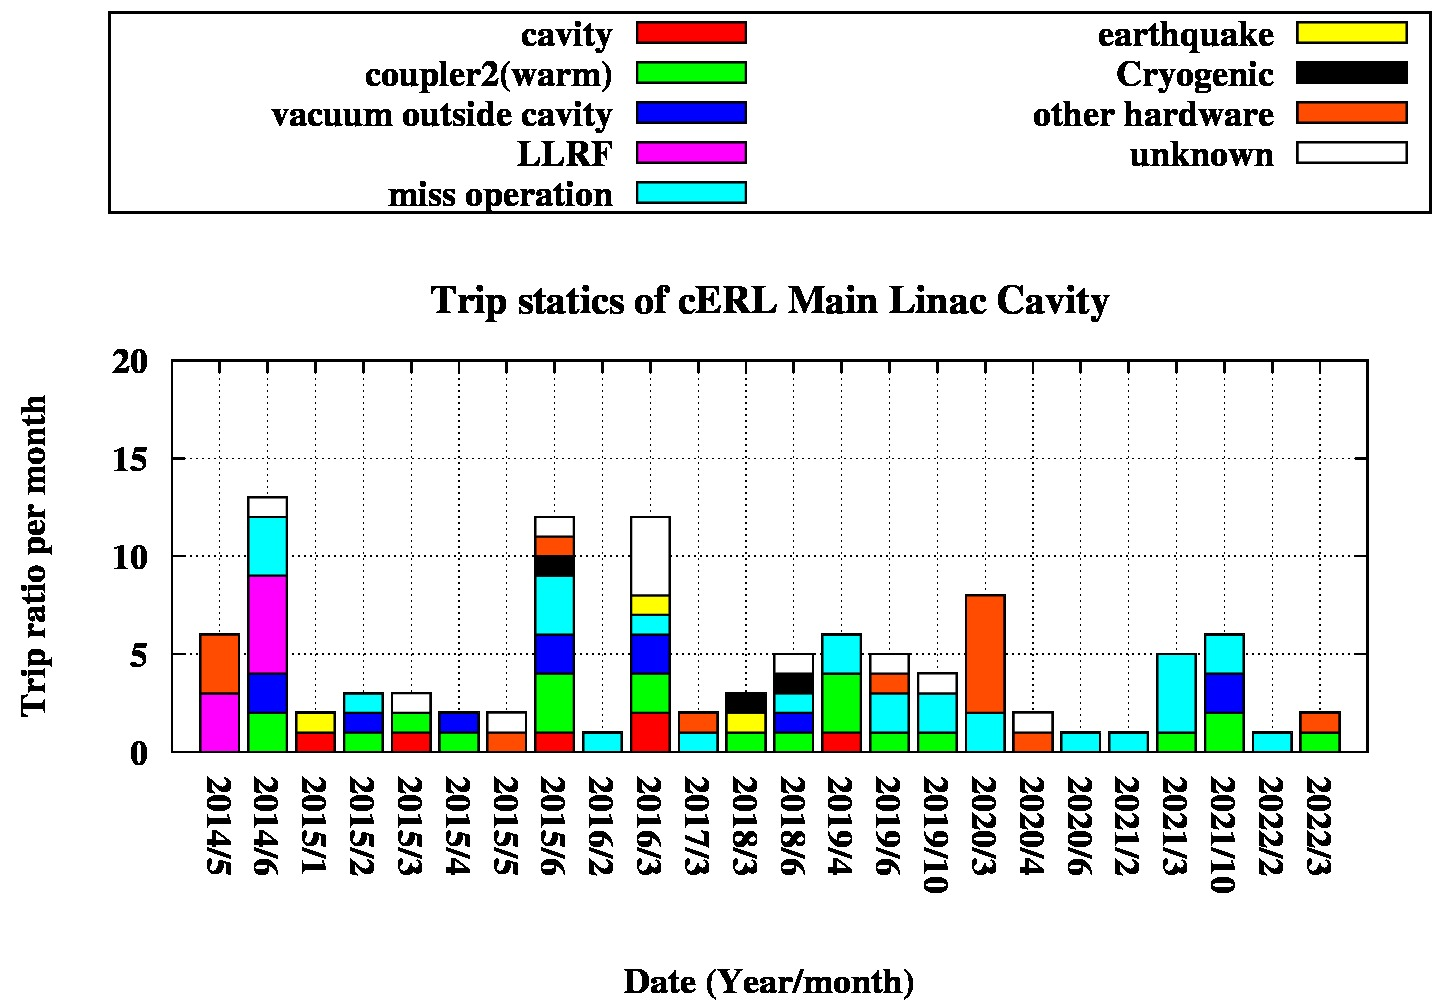 cavity
coupler2(warm)
vacuum outside cavity
LLRF
miss operation
earthquake
Cryogenic
other hardware
unknown
Trip statics of cERL Main Linac Cavity
Trip ratio per month
20
15
10
5
0
2014/5
2014/6
2015/1
2015/2
2015/3
2015/4
2015/5
2015/6
2016/2
2016/3
2017/3
2018/3
2018/6
2019/4
2019/6
2019/10
2020/3
2020/4
2020/6
2021/2
2021/3
2021/10
2022/2
2022/3
Date (Year/month)